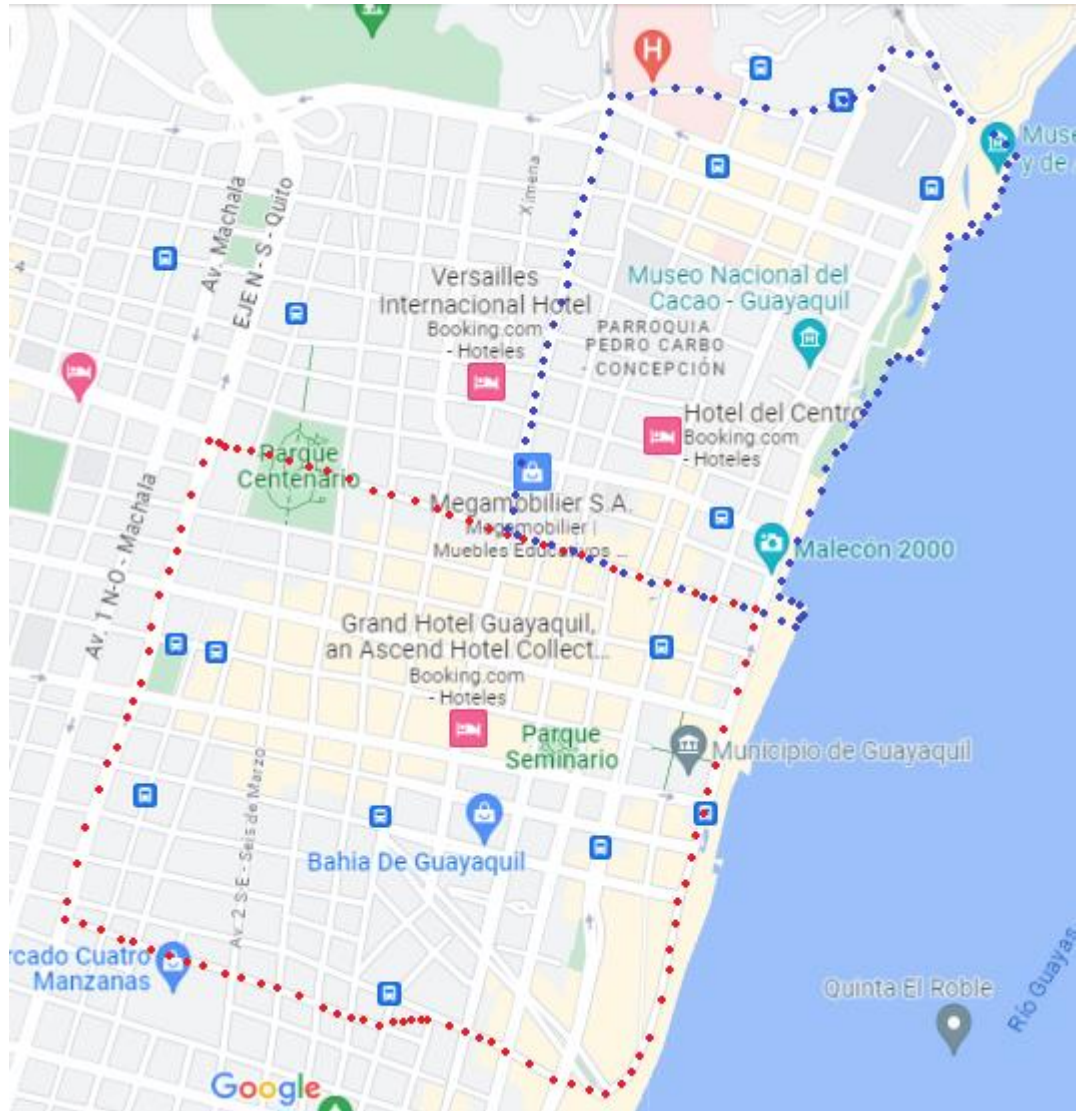 H
Muse
y de
Ximena
Av. Machala
EJE N - S - Quito
Versailles
Internacional Hotel
Booking.com
- Hoteles
Museo Nacional del
Cacao - Guayaquil
PARROQUIA
PEDRO CARBO
- CONCEPCIÓN
Hotel del Centro
Booking.com
- Hoteles
Parque
Centenario
Megamobilier S.A.
Megamobilier |
Muebles Educativos ...
Malecón 2000
Av. 1 N-O - Machala
Grand Hotel Guayaquil,
an Ascend Hotel Collect...
Booking.com
- Hoteles
Parque
Seminario
Municipio de Guayaquil
Av. 2 S-E - Seis de Marzo
Bahia De Guayaquil
rcado Cuatro
Manzanas
Quinta El Roble
Río Guayas
Google